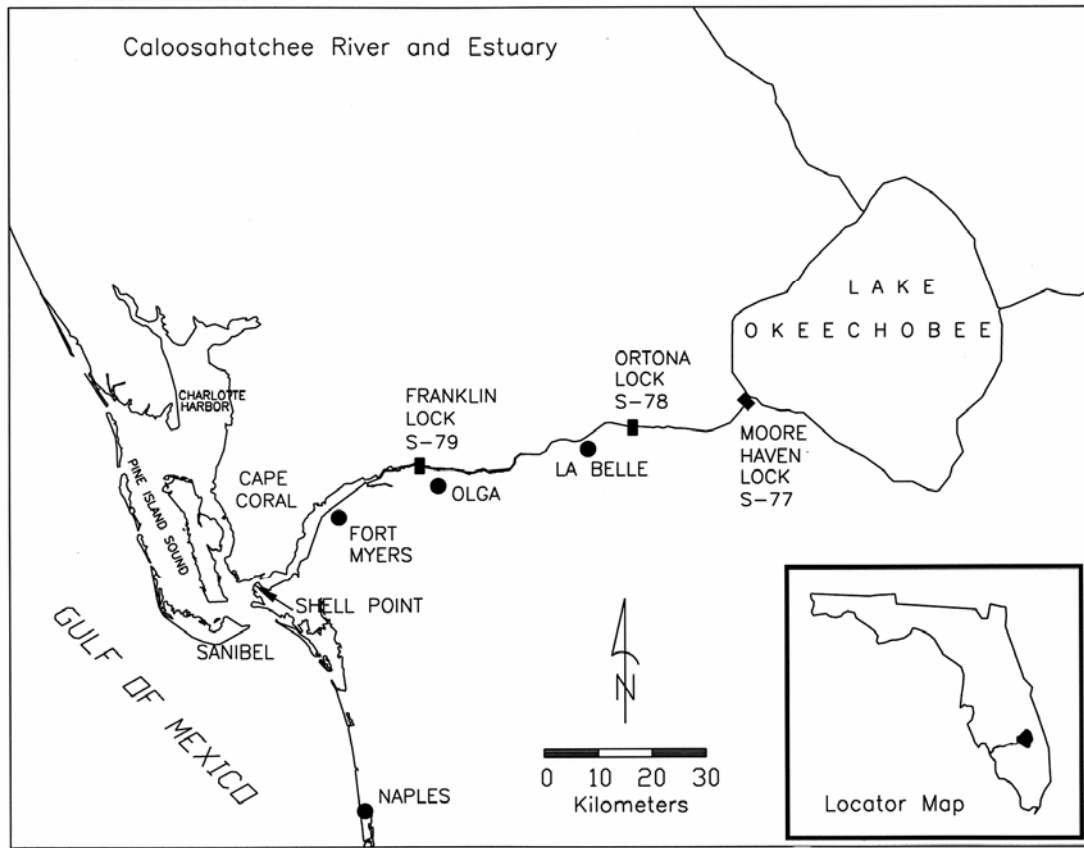 Caloosahatchee River and Estuary
LAKE
OKEECHOBEE
ORTONA
LOCK
S-78
FRANKLIN
LOCK
S-79
CHARLOTTE
HARBOR
MOORE
HAVEN
LOCK
S-77
LA BELLE
PINE ISLAND SOUND
CAPE
CORAL
OLGA
FORT
MYERS
SHELL POINT
SANIBEL
GULF OF MEXICO
N
0 10 20 30
Kilometers
NAPLES
Locator Map